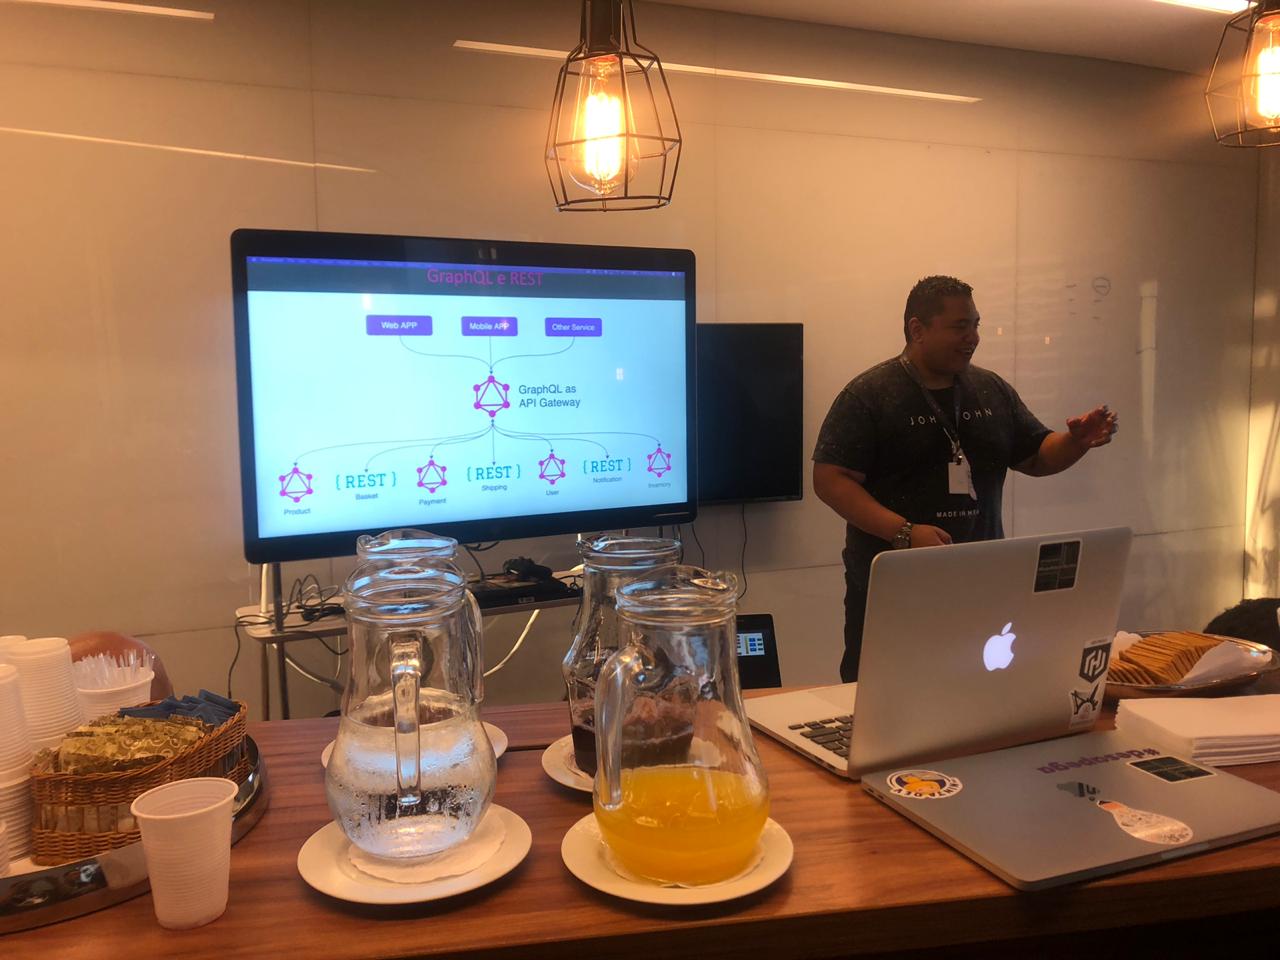 GraphQL e REST
Web APP
Mobile APP
Other Service
GraphQL as
API Gateway
Product
{REST}
Basket
Payment
{REST}
Shipping
User
{REST}
Notification
Inventory
JOHN JOHN
MADE IN
#dasapega